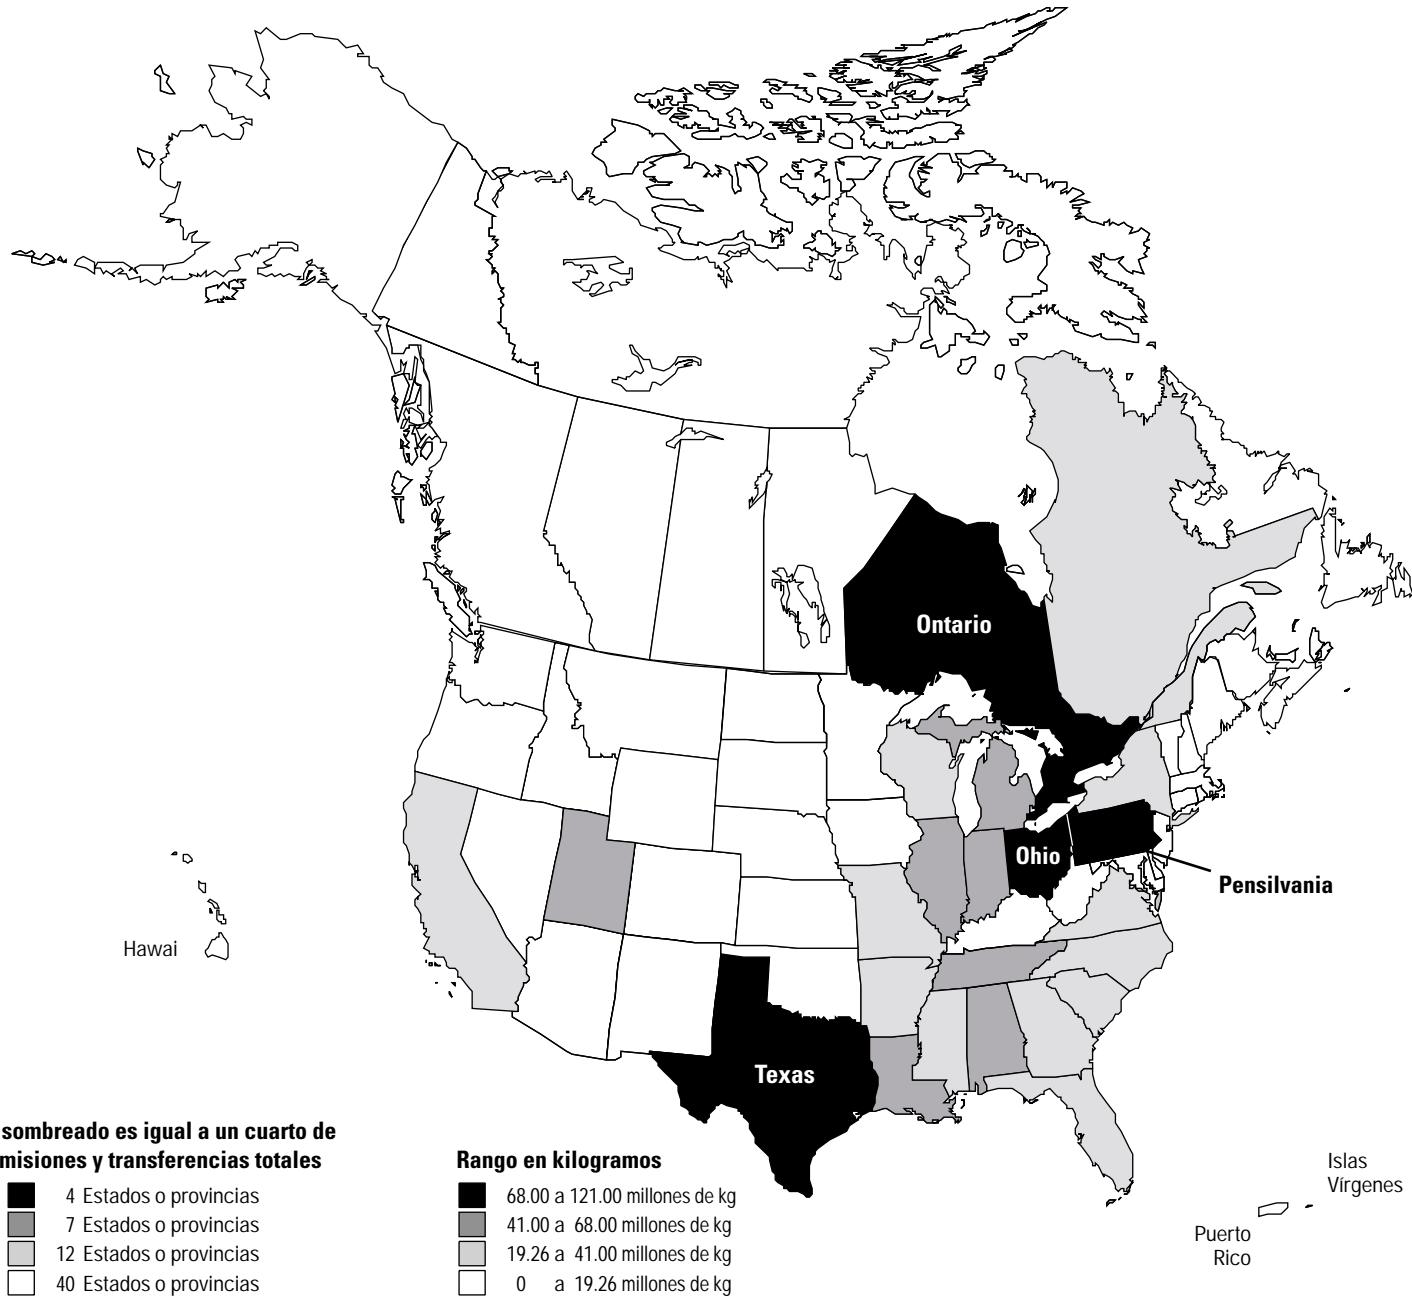 Ontario
Ohio
Pensilvania
Hawai
Texas
Islas
Vírgenes
Puerto
Rico
sombreado es igual a un cuarto de
misiones y transferencias totales
4 Estados o provincias
7 Estados o provincias
12 Estados o provincias
40 Estados o provincias
Rango en kilogramos
68.00 a 121.00 millones de kg
41.00 a 68.00 millones de kg
19.26 a 41.00 millones de kg
0 a 19.26 millones de kg